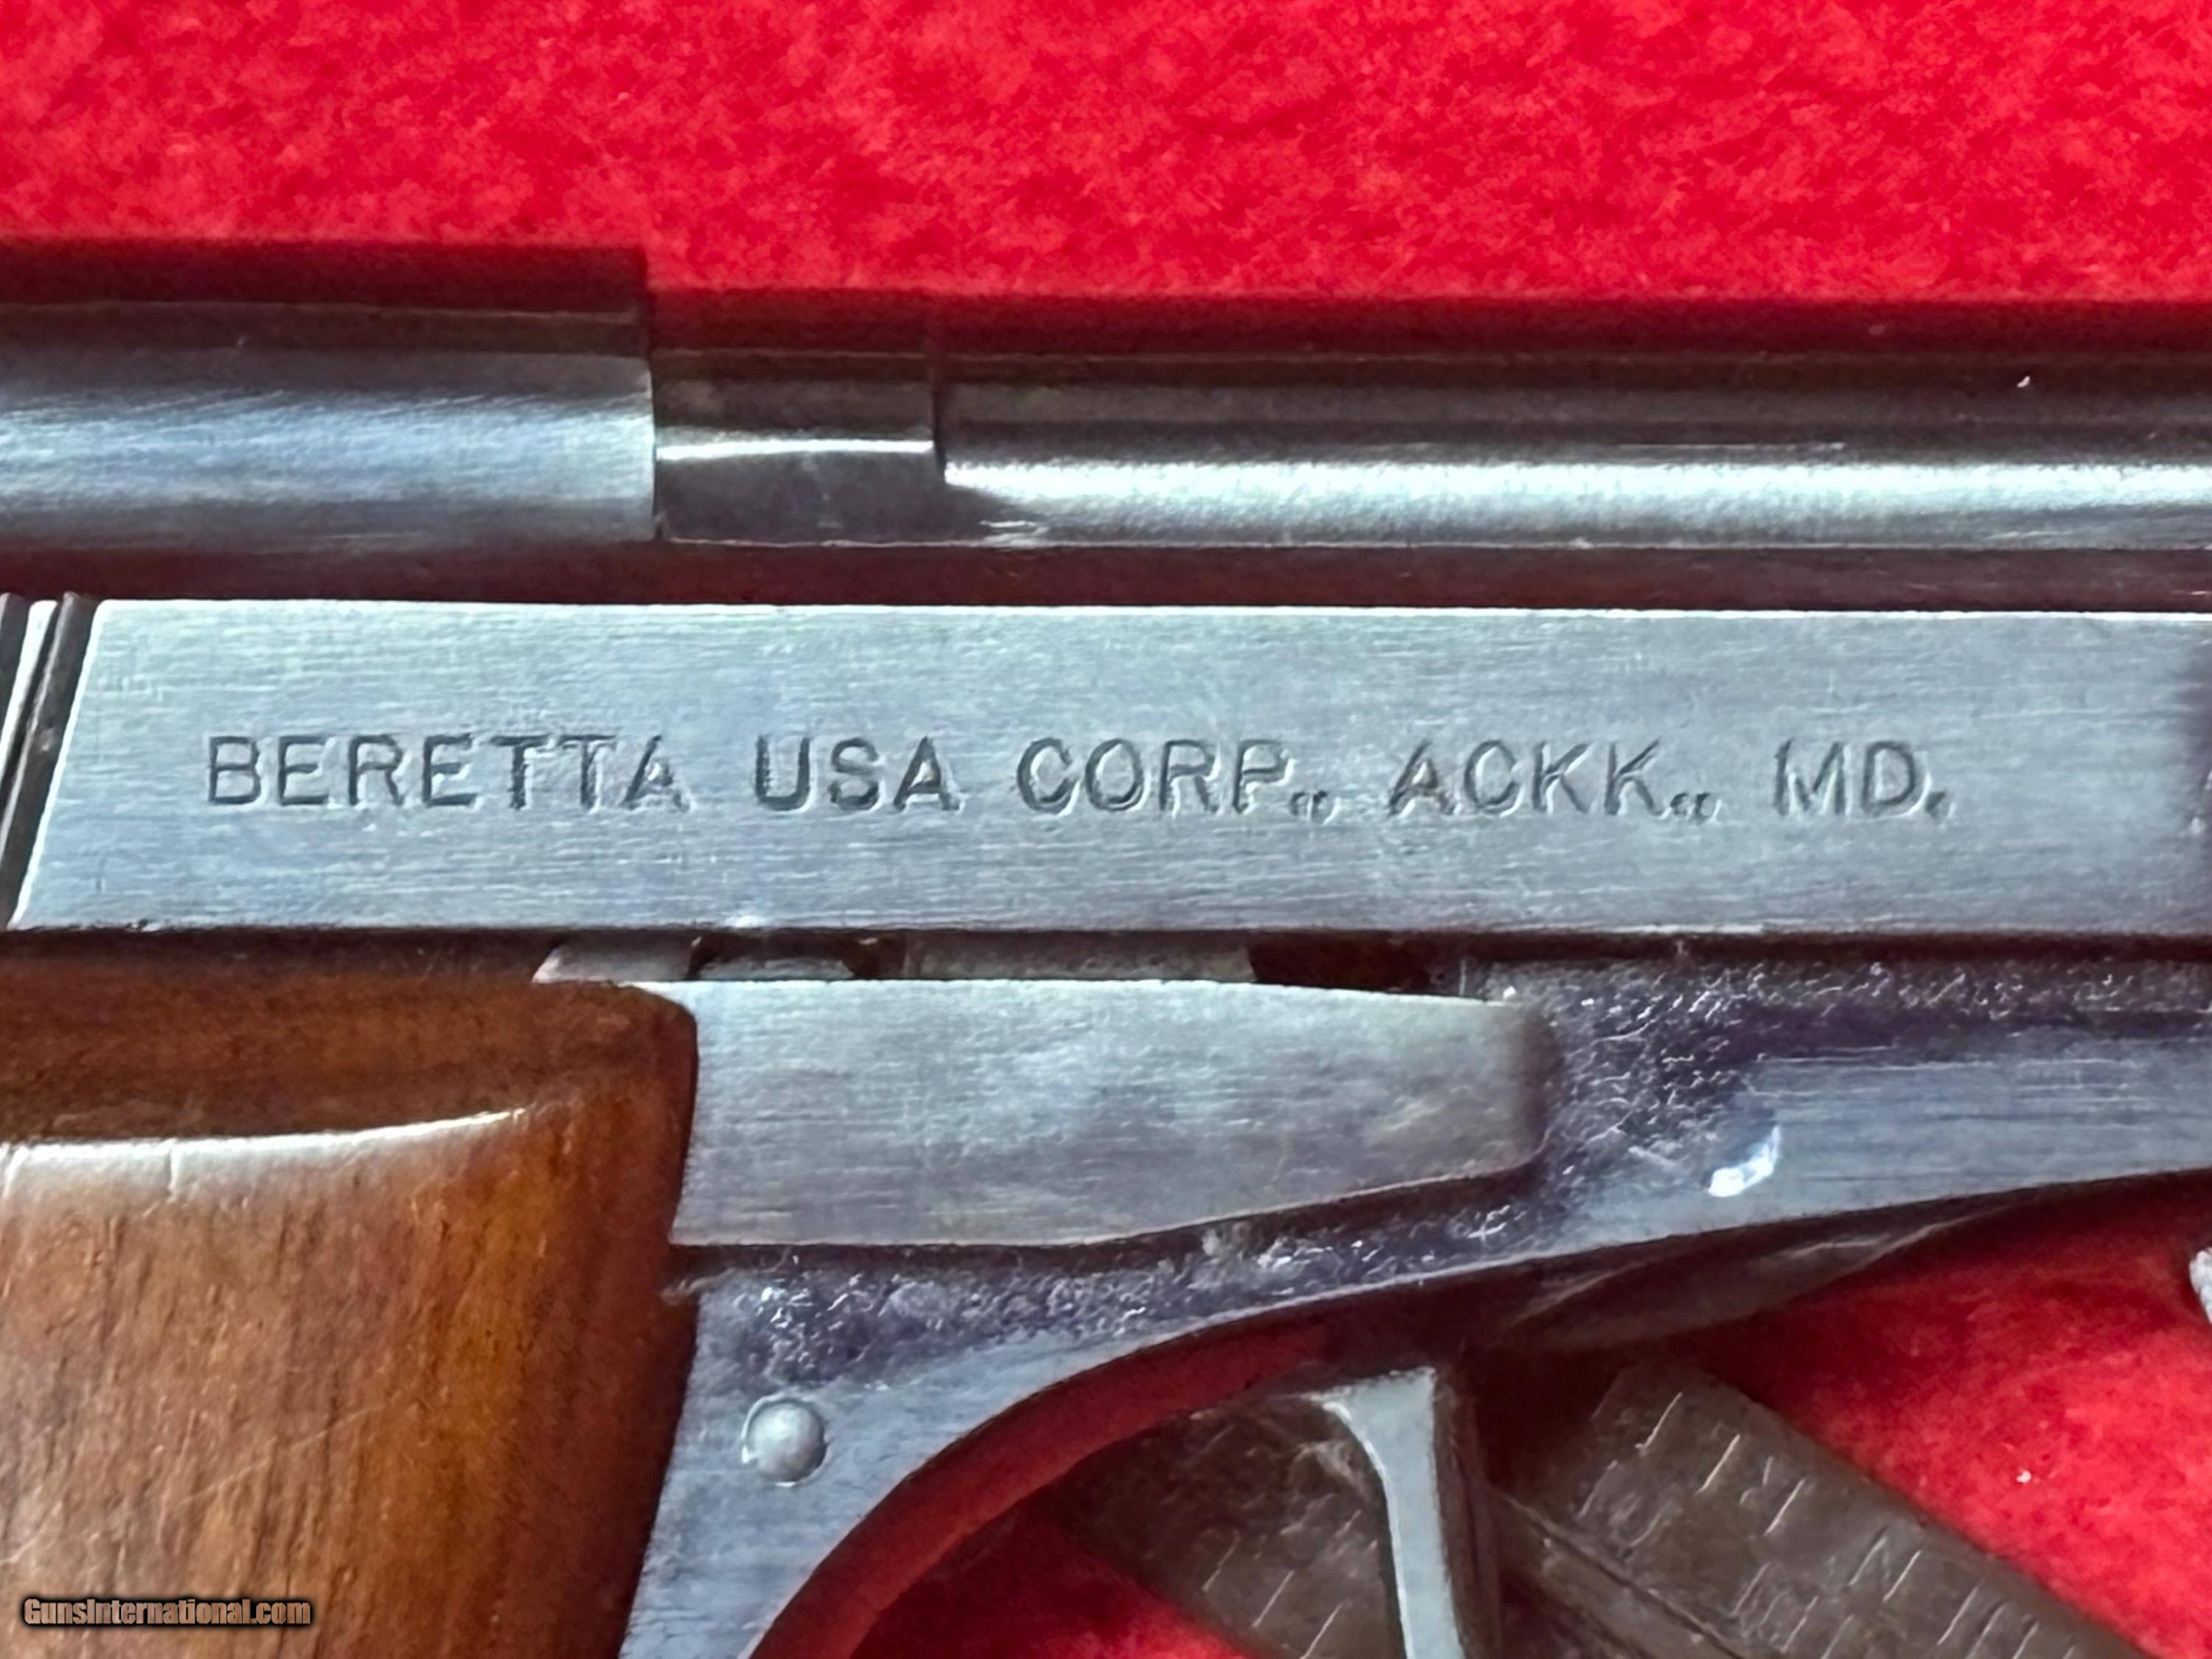 BERETTA USA CORP., ACKK., MD.
GunsInternational.com